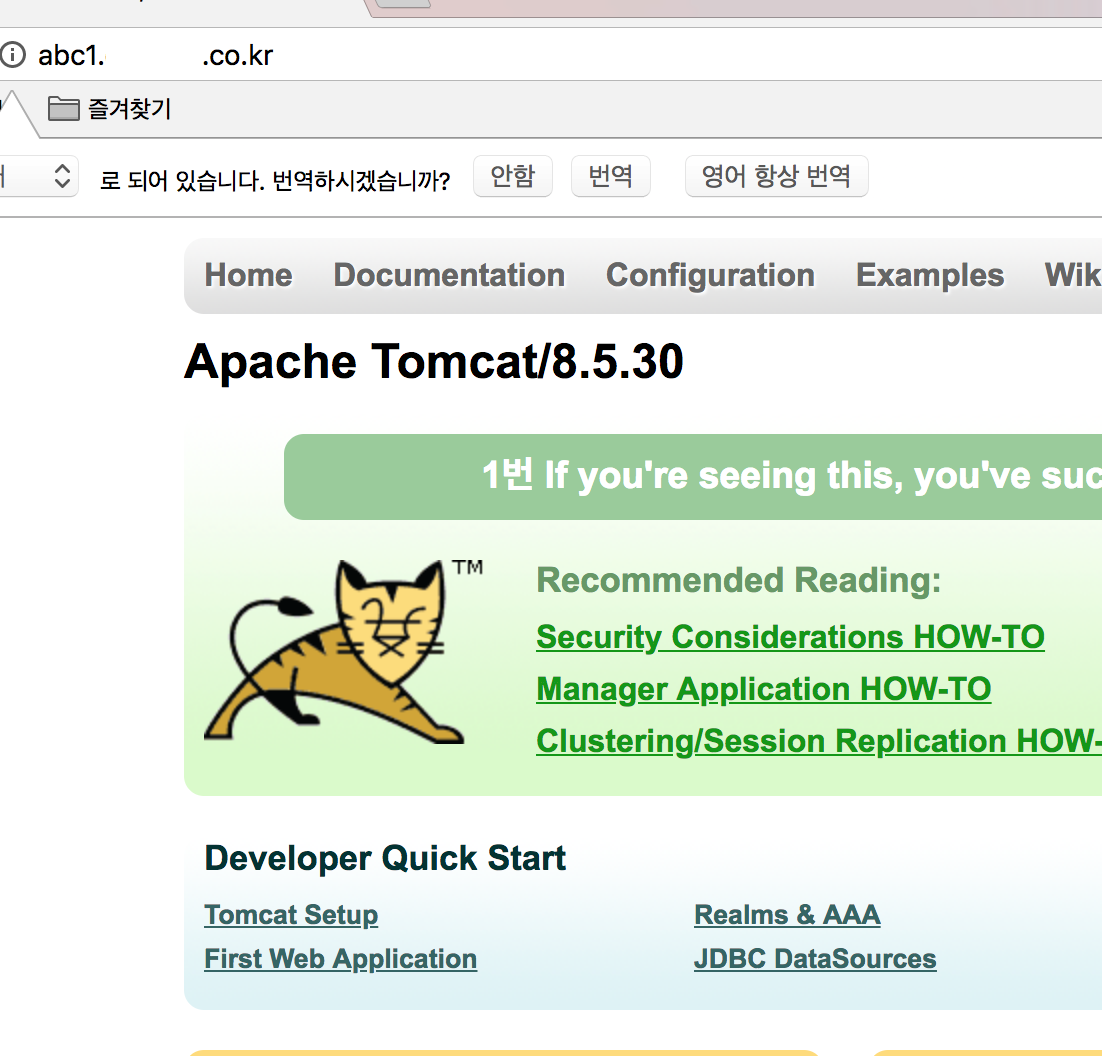 abc1. .co.kr
즐겨찾기
로 되어 있습니다. 번역하시겠습니까? 안함 번역 영어 항상 번역
Home Documentation Configuration Examples Wik
Apache Tomcat/8.5.30
1번 If you're seeing this, you've suc
TM
Recommended Reading:
Security Considerations HOW-TO
Manager Application HOW-TO
Clustering/Session Replication HOW-
Developer Quick Start
Tomcat Setup Realms & AAA
First Web Application JDBC DataSources